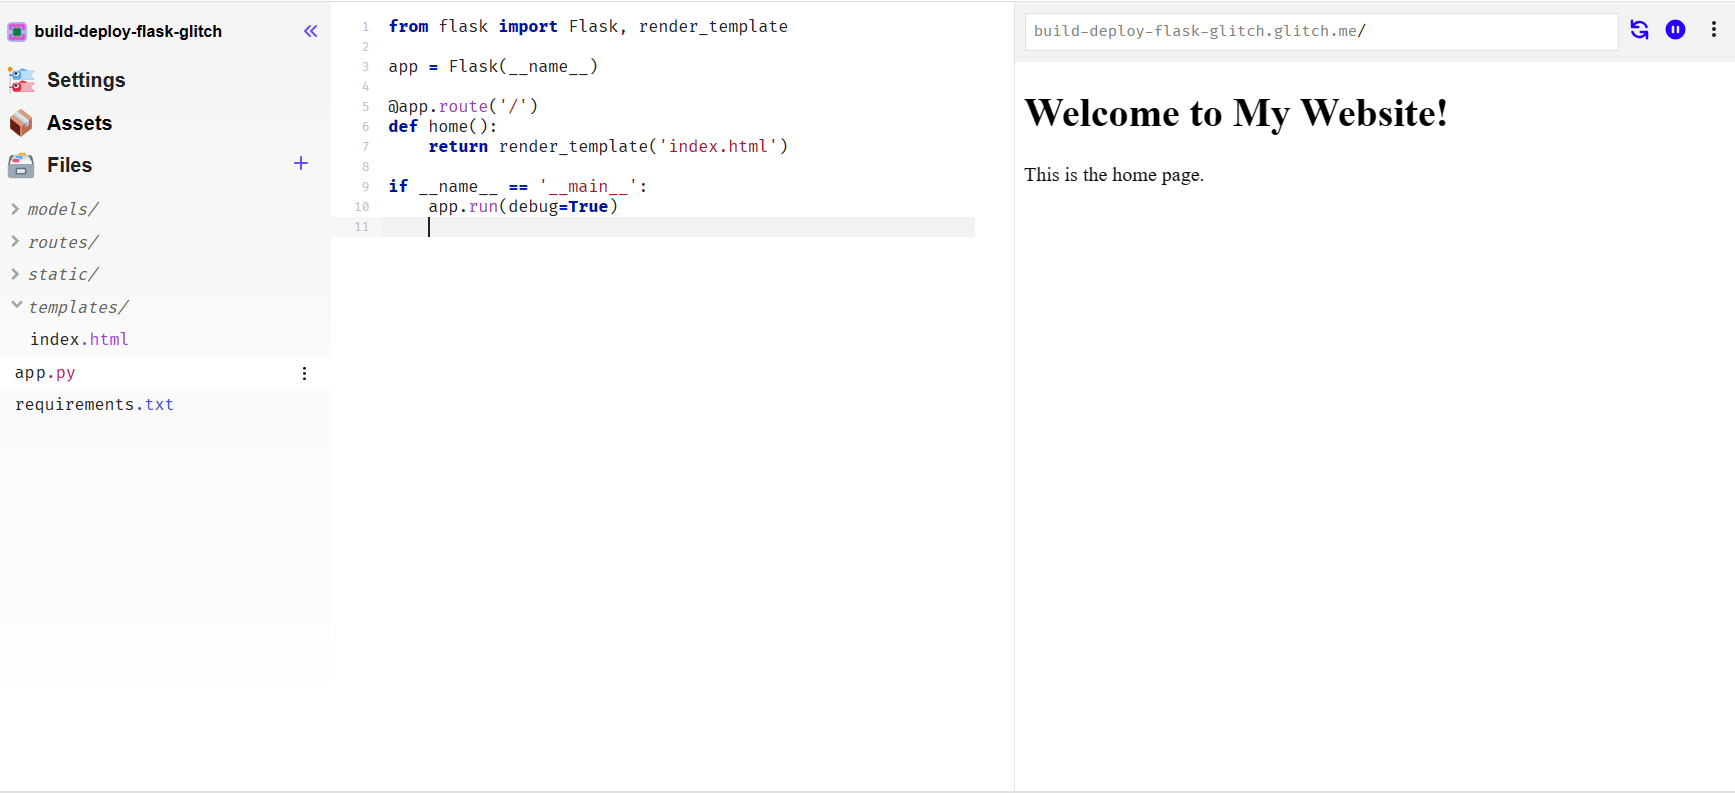 build-deploy-flask-glitch
Settings
Assets
Files
models/
routes/
static/
templates/
index.html
app.py
requirements.txt
1 from flask import Flask, render_template
2
3 app = Flask(__name__)
4
5 @app.route('/')
6 def home():
7     return render_template('index.html')
8
9 if __name__ == '__main__':
10     app.run(debug=True)
11
build-deploy-flask-glitch.glitch.me/
Welcome to My Website!
This is the home page.